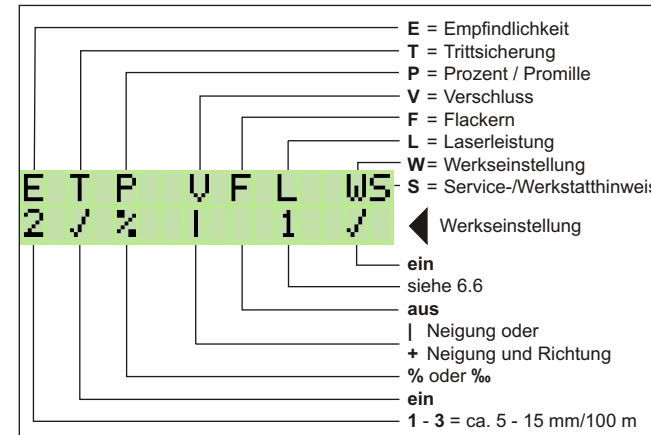 E = Empfindlichkeit
T = Trittsicherung
P = Prozent / Promille
V = Verschluss
F = Flackern
L = Laserleistung
W = Werkseinstellung
S = Service-/Werkstatthinweis
E T P V F L WS
2 √ % | 1 √
Werkseinstellung
ein
siehe 6.6
aus
| Neigung oder
+ Neigung und Richtung
% oder ‰
ein
1 - 3 = ca. 5 - 15 mm/100 m